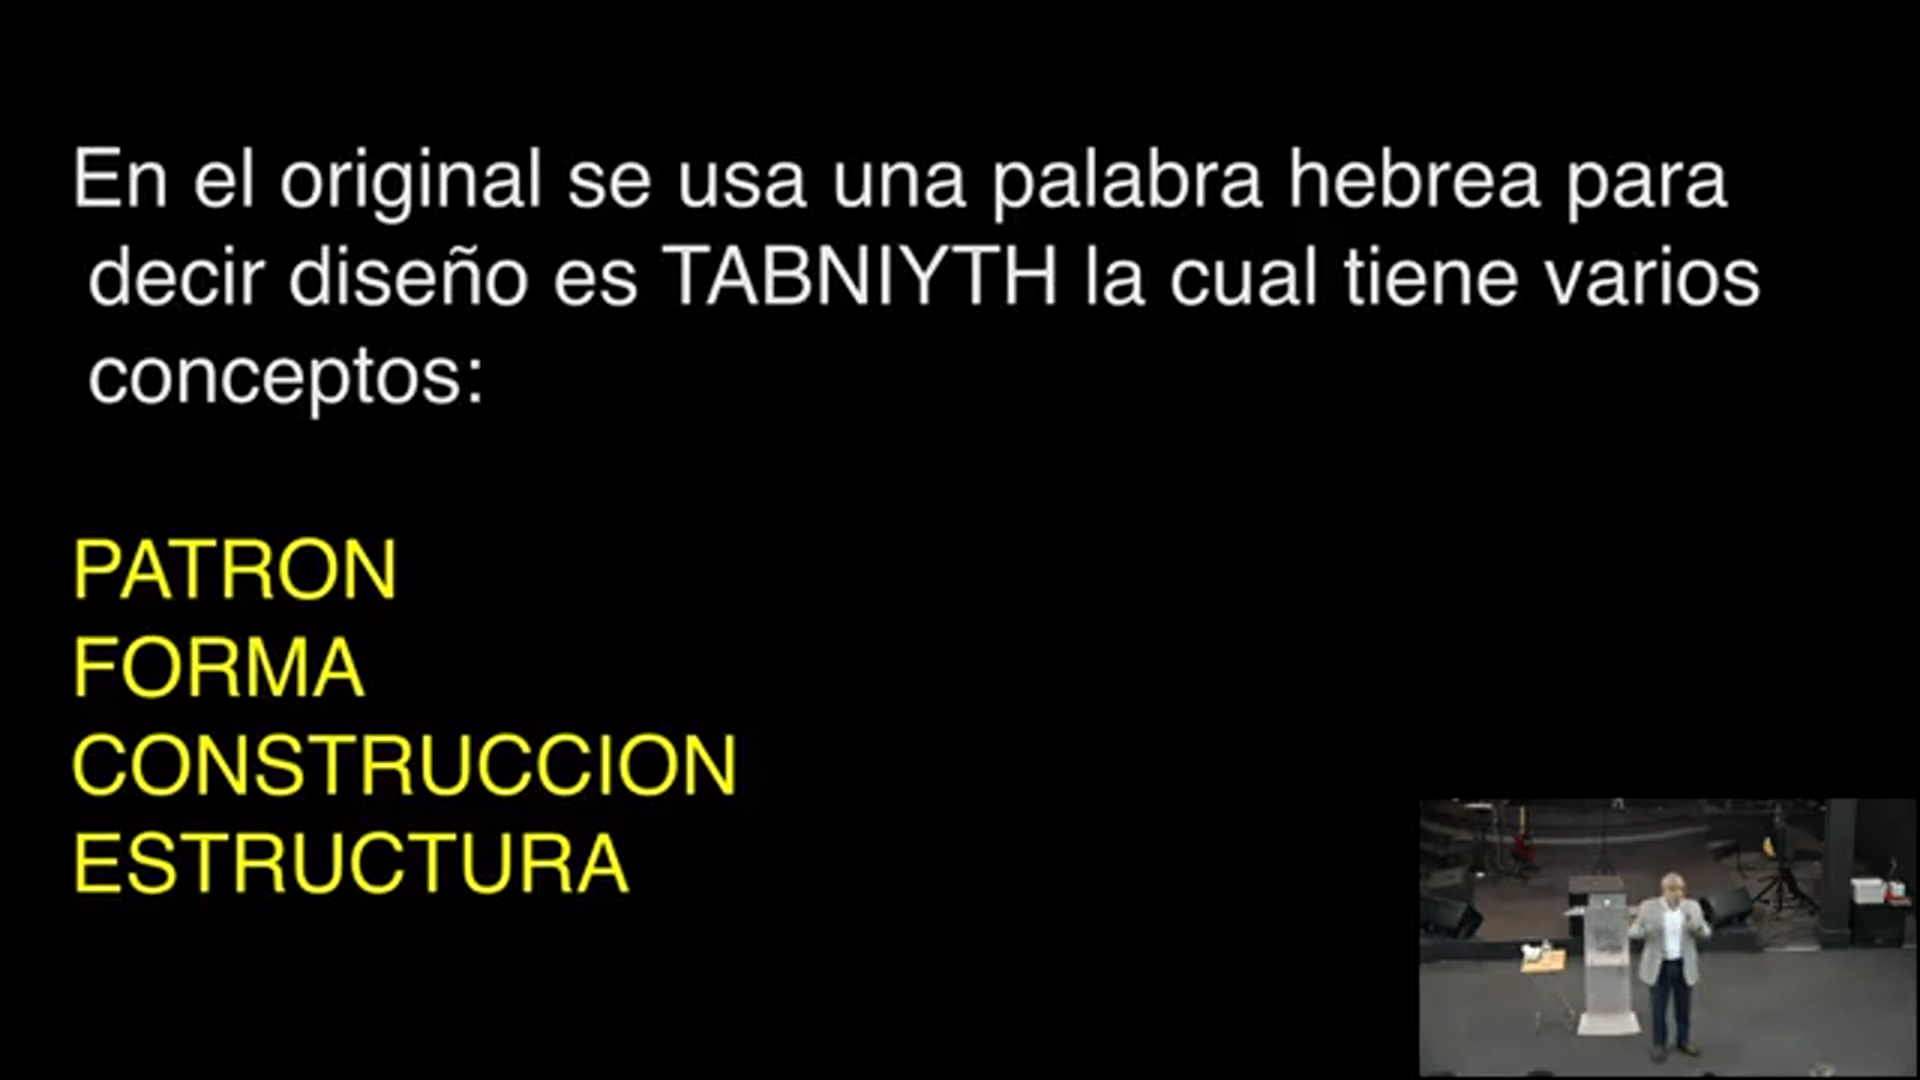 En el original se usa una palabra hebrea para
decir diseño es TABNIYTH la cual tiene varios
conceptos:
PATRON
FORMA
CONSTRUCCION
ESTRUCTURA